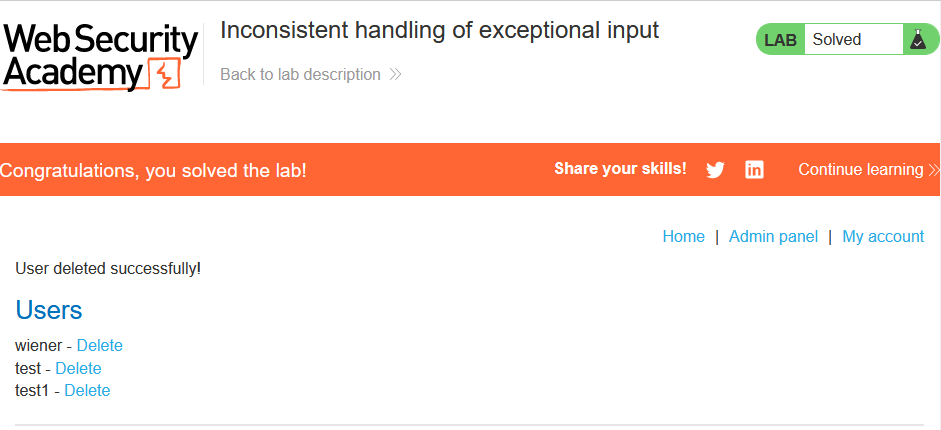 Web Security
Academy
Inconsistent handling of exceptional input
Back to lab description
LAB Solved
Congratulations, you solved the lab!
Share your skills!
Continue learning
Home | Admin panel | My account
User deleted successfully!
Users
wiener - Delete
test - Delete
test1 - Delete